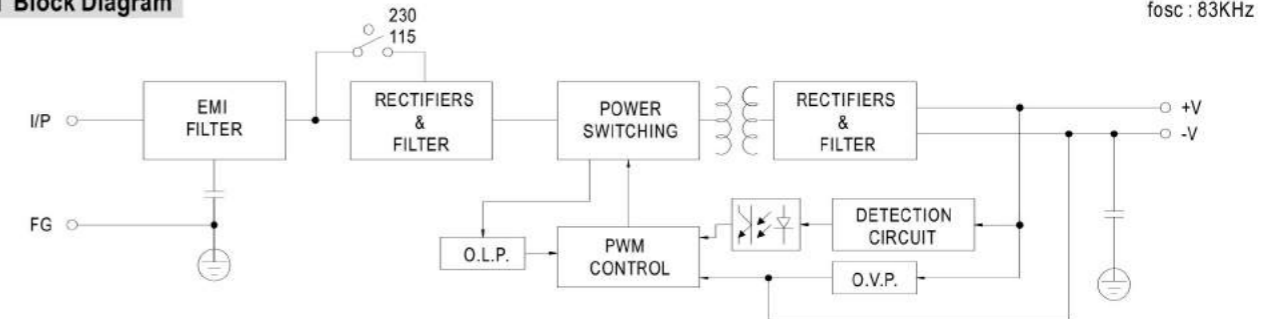 Block Diagram
fosc : 83KHz
230
115
I/P
EMI
FILTER
RECTIFIERS
&
FILTER
POWER
SWITCHING
RECTIFIERS
&
FILTER
+V
-V
FG
O.L.P.
PWM
CONTROL
DETECTION
CIRCUIT
O.V.P.